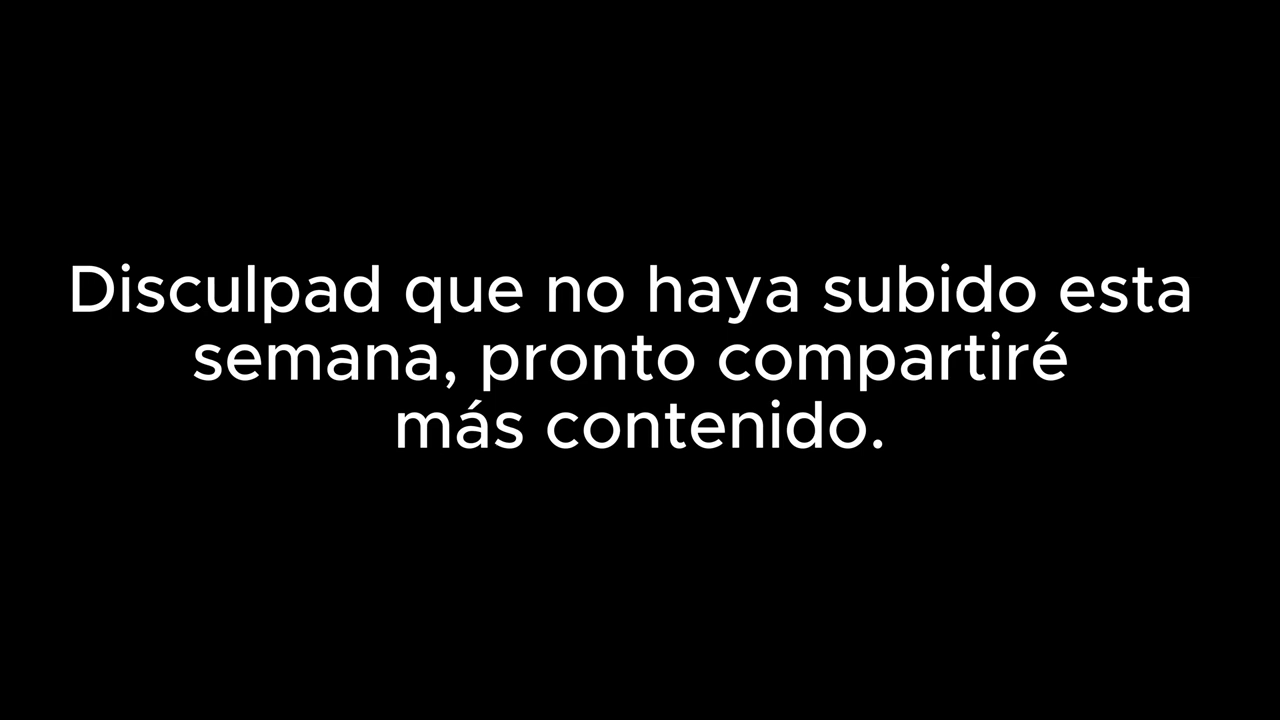 Disculpad que no haya subido esta
semana, pronto compartiré
más contenido.